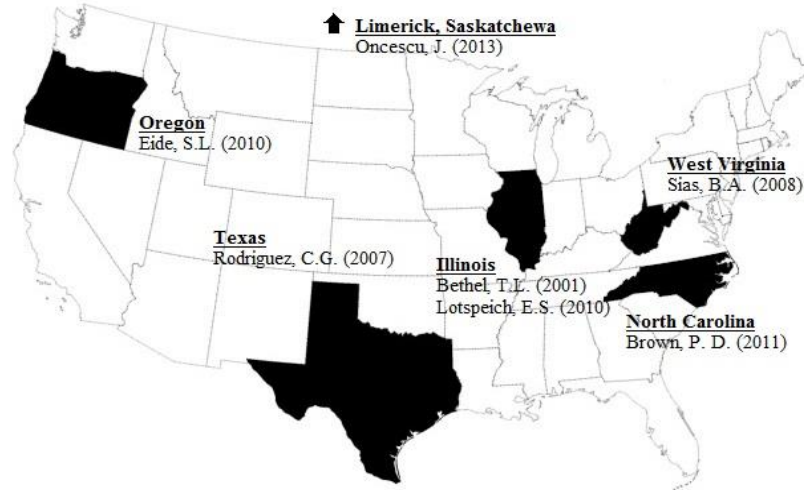 Limerick, Saskatchewa
Oncescu, J. (2013)
Oregon
Eide, S.L. (2010)
West Virginia
Sias, B.A. (2008)
Texas
Rodriguez, C.G. (2007)
Illinois
Bethel, T.L. (2001)
Lotspeich, E.S. (2010)
North Carolina
Brown, P. D. (2011)